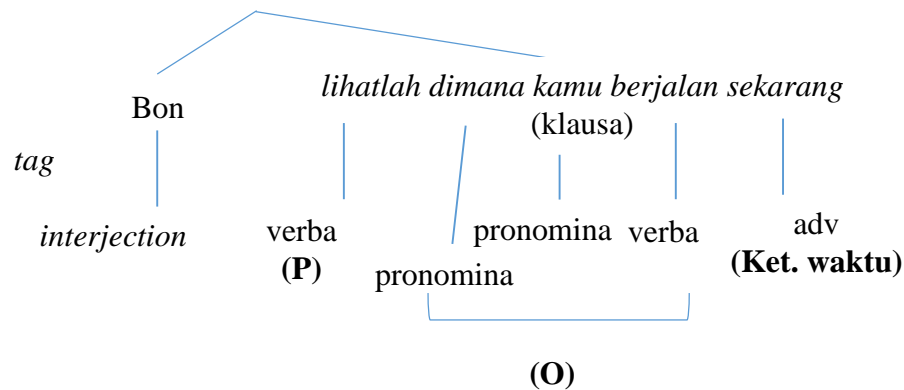 lihatlah dimana kamu berjalan sekarang
Bon
(klausa)
tag
interjection
verba
pronomina
verba
adv
(P)
(Ket. waktu)
pronomina
(O)